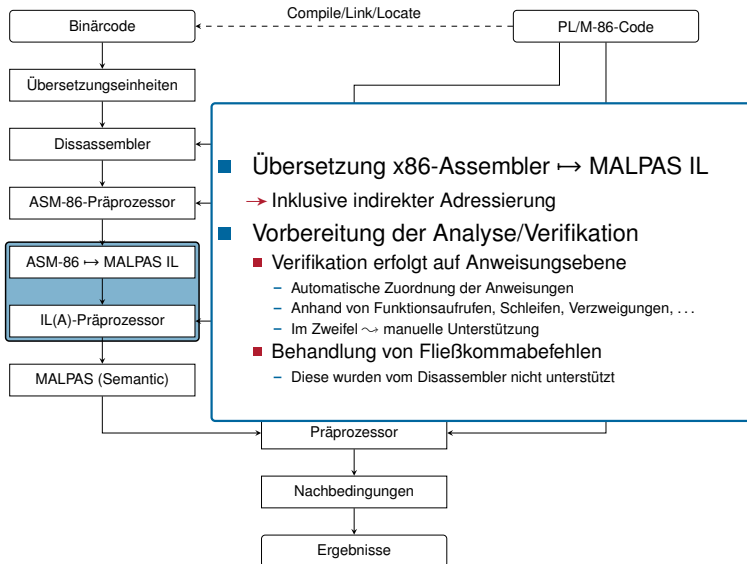 Compile/Link/Locate
Binärcode
PL/M-86-Code
Übersetzungseinheiten
Dissassembler
ASM-86-Präprozessor
ASM-86 ↦ MALPAS IL
IL(A)-Präprozessor
MALPAS (Semantic)
Übersetzung x86-Assembler ↦ MALPAS IL
→ Inklusive indirekter Adressierung
Vorbereitung der Analyse/Verifikation
Verifikation erfolgt auf Anweisungsebene
– Automatische Zuordnung der Anweisungen
– Anhand von Funktionsaufrufen, Schleifen, Verzweigungen, ...
– Im Zweifel ⤳ manuelle Unterstützung
Behandlung von Fließkommabefehlen
– Diese wurden vom Disassembler nicht unterstützt
Präprozessor
Nachbedingungen
Ergebnisse